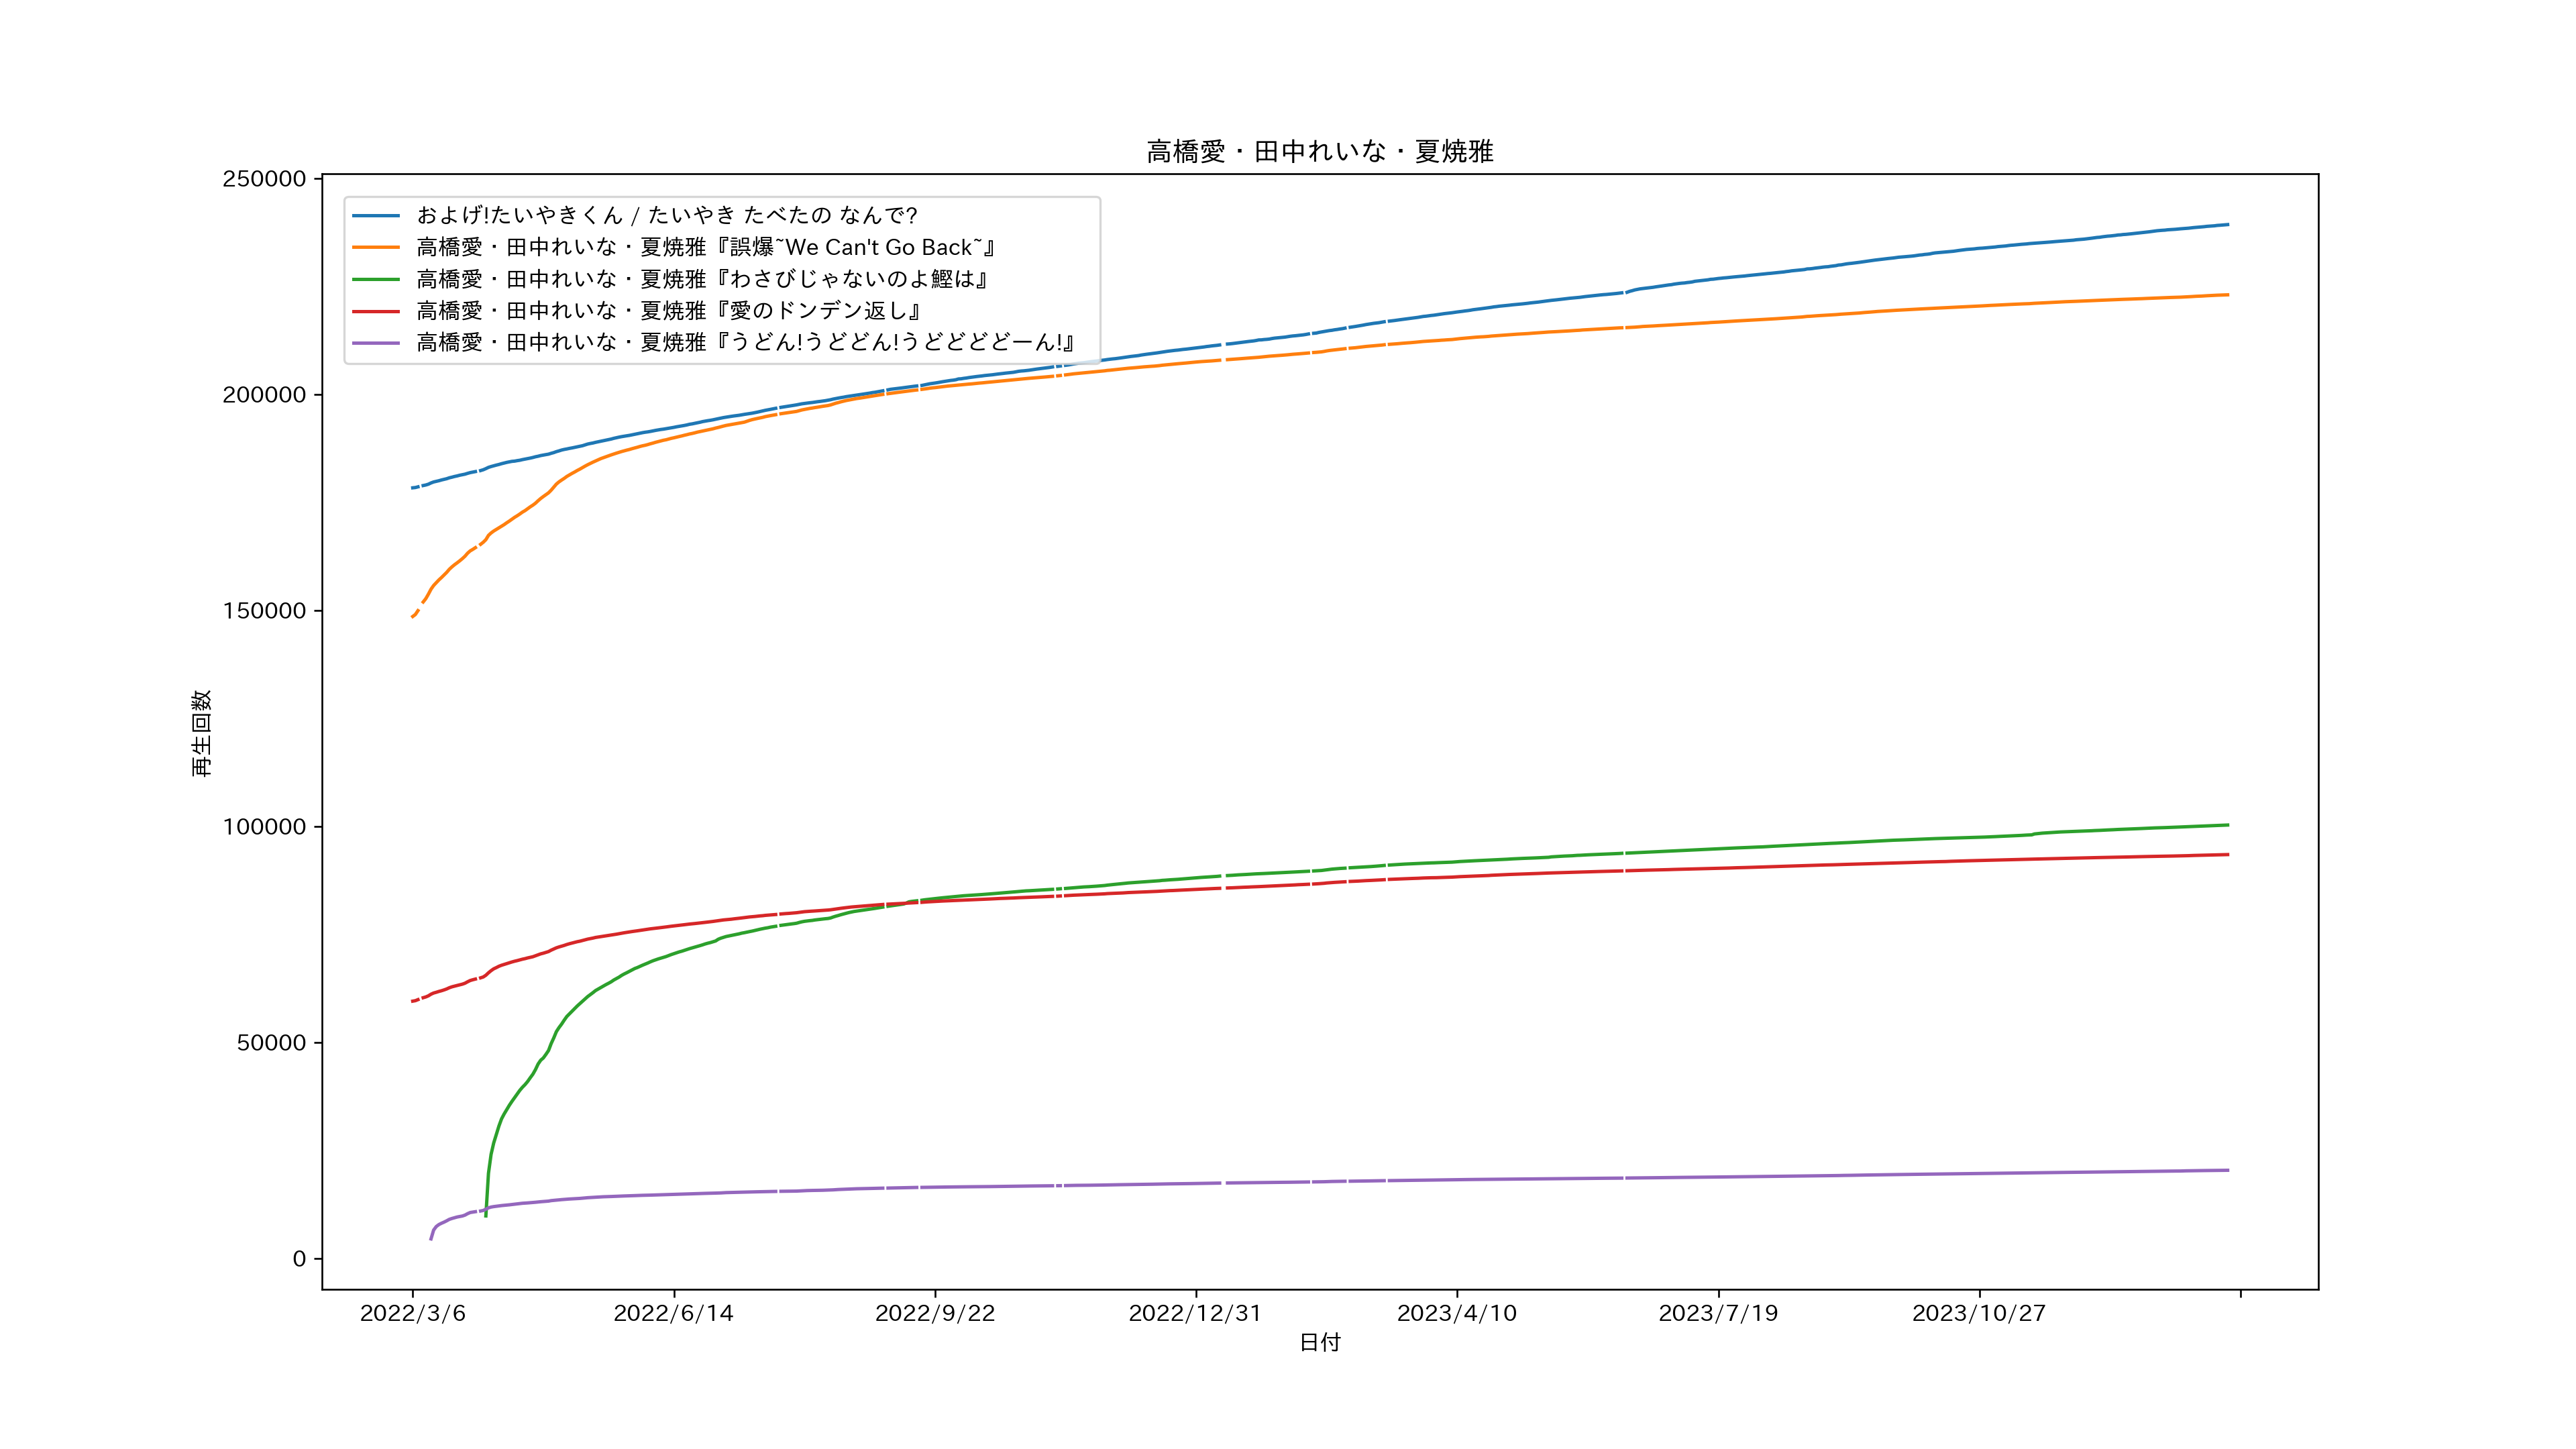 高橋愛・田中れいな・夏焼雅
250000
200000
150000
100000
50000
0
再生回数
およげ!たいやきくん / たいやき たべたの なんで?
高橋愛・田中れいな・夏焼雅『誤爆~We Can't Go Back~』
高橋愛・田中れいな・夏焼雅『わさびじゃないのよ鰹は』
高橋愛・田中れいな・夏焼雅『愛のドンデン返し』
高橋愛・田中れいな・夏焼雅『うどん!うどどん!うどどどどーん!』
2022/3/6 2022/6/14 2022/9/22 2022/12/31 2023/4/10 2023/7/19 2023/10/27
日付